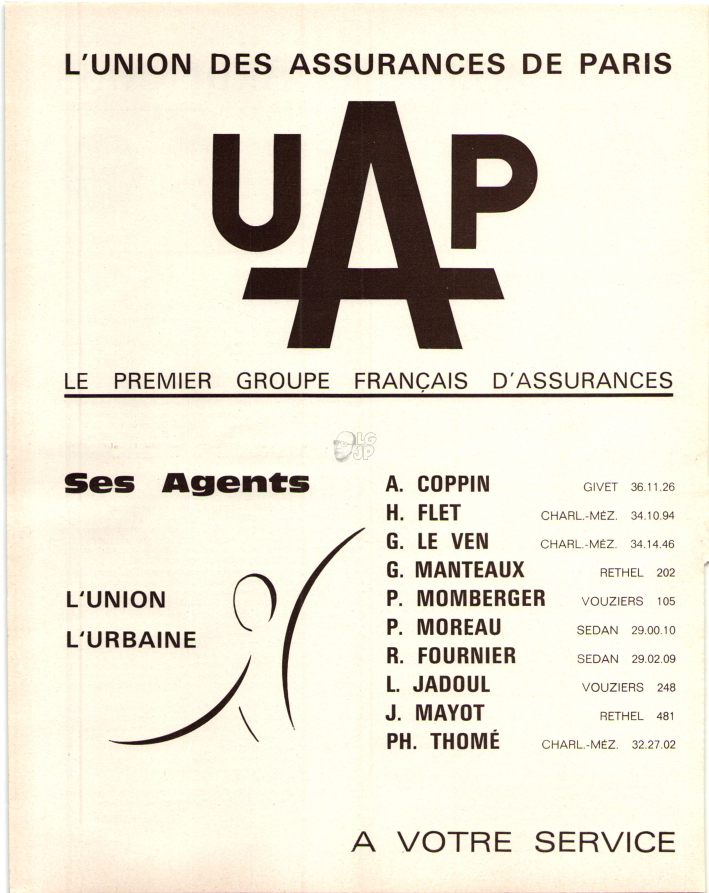 L'UNION DES ASSURANCES DE PARIS
UAP
LE PREMIER GROUPE FRANÇAIS D'ASSURANCES
LG
JP
Ses Agents
L'UNION
L'URBAINE
A. COPPIN GIVET 36.11.26
H. FLET CHARL.-MÉZ. 34.10.94
G. LE VEN CHARL.-MÉZ. 34.14.46
G. MANTEAUX RETHEL 202
P. MOMBERGER VOUZIERS 105
P. MOREAU SEDAN 29.00.10
R. FOURNIER SEDAN 29.02.09
L. JADOUL VOUZIERS 248
J. MAYOT RETHEL 481
PH. THOMÉ CHARL.-MÉZ. 32.27.02
A VOTRE SERVICE